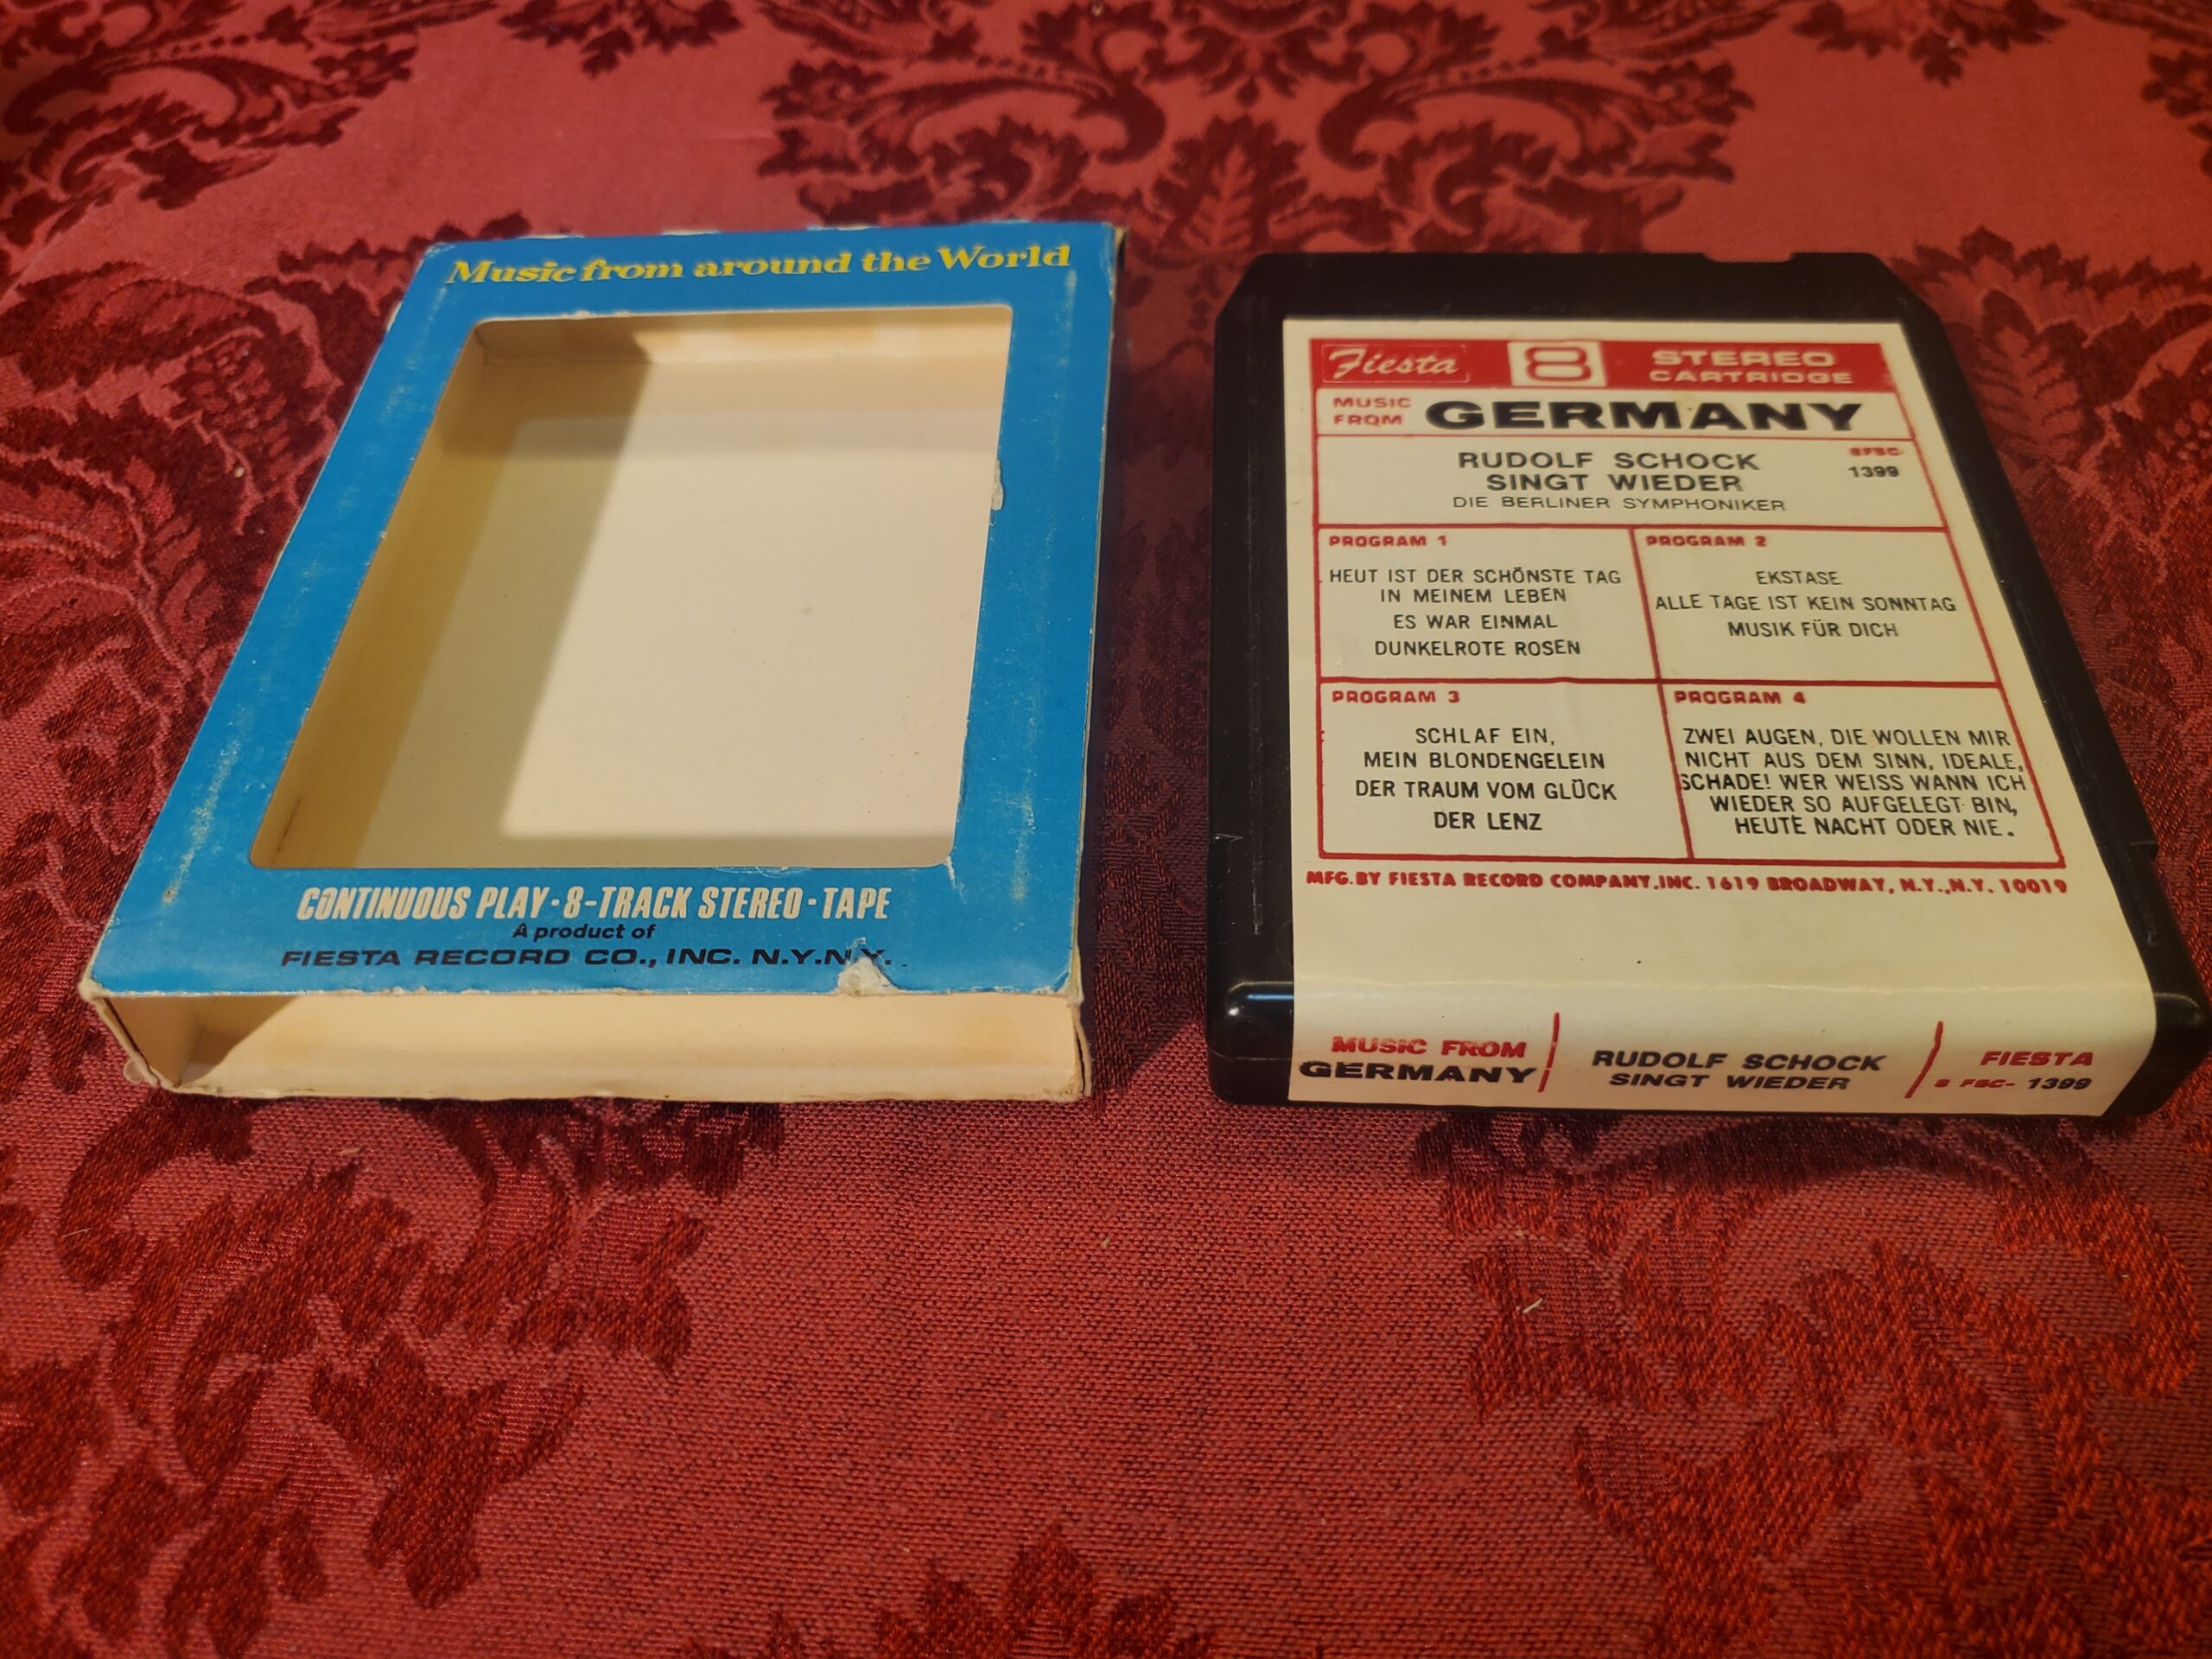 Music from around the World
CONTINUOUS PLAY·8-TRACK STEREO·TAPE
A product of
FIESTA RECORD CO., INC. N.Y.N.Y.
Fiesta
8
STEREO
CARTRIDGE
MUSIC
FROM
GERMANY
RUDOLF SCHOCK
SINGT WIEDER
DIE BERLINER SYMPHONIKER
8FSC-
1399
PROGRAM 1
HEUT IST DER SCHÖNSTE TAG
IN MEINEM LEBEN
ES WAR EINMAL
DUNKELROTE ROSEN
PROGRAM 2
EKSTASE
ALLE TAGE IST KEIN SONNTAG
MUSIK FÜR DICH
PROGRAM 3
SCHLAF EIN,
MEIN BLONDENGELEIN
DER TRAUM VOM GLÜCK
DER LENZ
PROGRAM 4
ZWEI AUGEN, DIE WOLLEN MIR
NICHT AUS DEM SINN, IDEALE,
SCHADE! WER WEISS WANN ICH
WIEDER SO AUFGELEGT BIN,
HEUTE NACHT ODER NIE.
MFG. BY FIESTA RECORD COMPANY, INC. 1619 BROADWAY, N.Y., N.Y. 10019
MUSIC FROM
GERMANY
RUDOLF SCHOCK
SINGT WIEDER
FIESTA
8 FSC- 1399